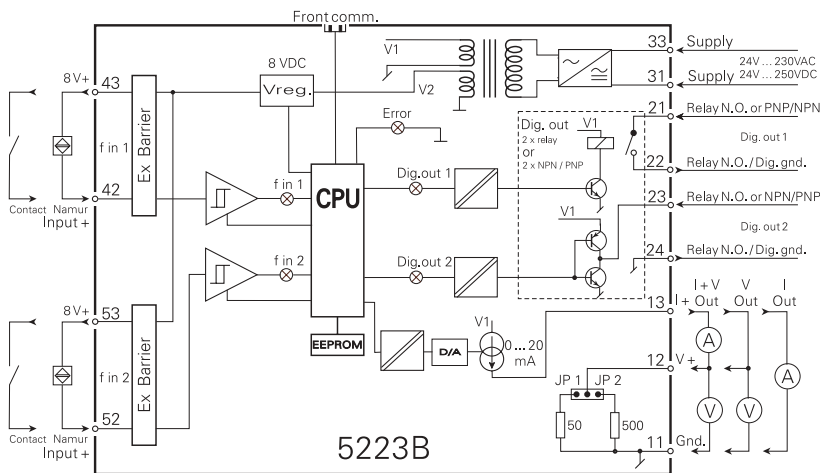 Front comm.
33 Supply
24V...230VAC
24V...250VDC
31 Supply
V1
V2
8 VDC
Vreg.
8V+ 43
f in 1
Ex Barrier
42
Contact Namur
Input +
Error
Dig. out
2 x relay
or
2 x NPN / PNP
V1
V1
21 Relay N.O. or PNP/NPN
Dig. out 1
22 Relay N.O./Dig. gnd.
23 Relay N.O. or NPN/PNP
Dig. out 2
24 Relay N.O./Dig. gnd.
f in 1
CPU
Dig. out 1
f in 2
Dig. out 2
EEPROM
D/A
V1
0...20
mA
8V+ 53
f in 2
Ex Barrier
52
Contact Namur
Input +
13 I+
I + V
Out
V
Out
I
Out
A
A
V
V
12 V+
JP 1 JP 2
50
500
11 Gnd.
5223B